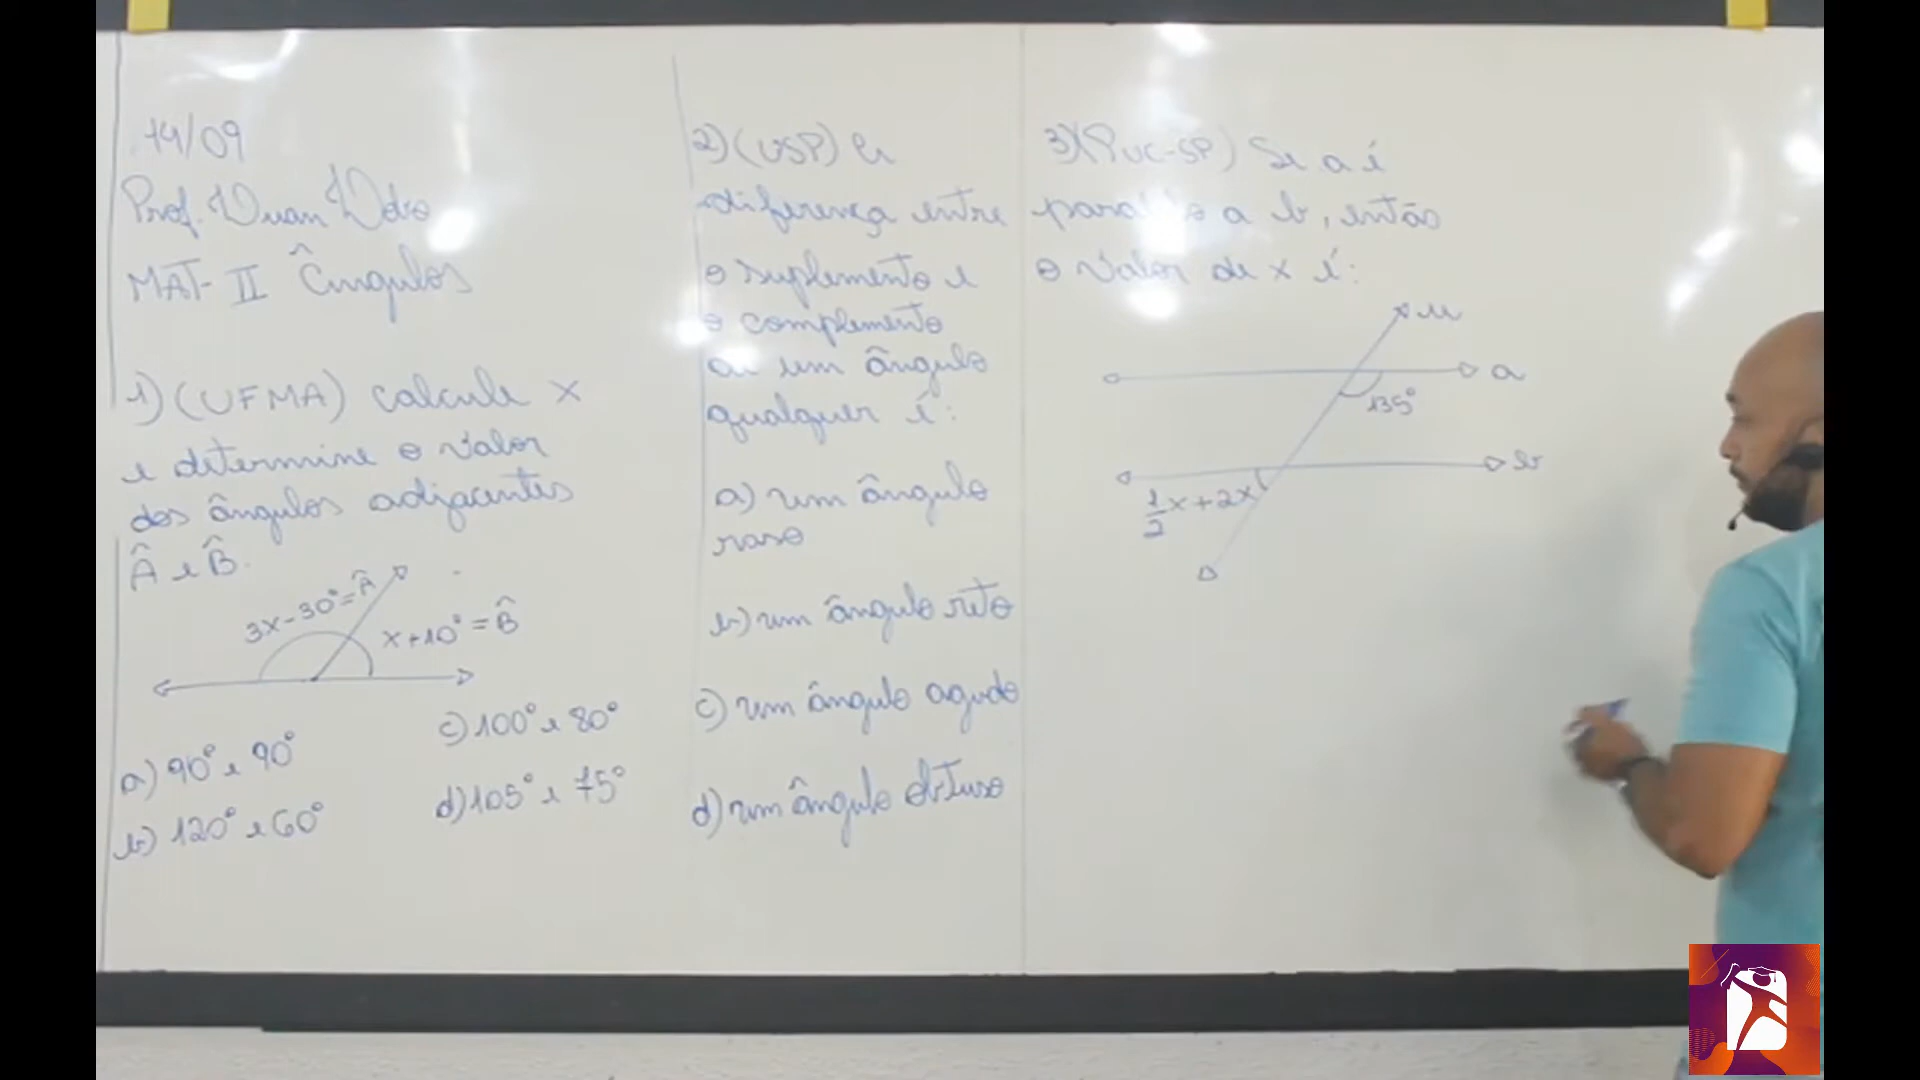 14/09
Prof.
MAT-II Ângulos
1) (UFMA) calcule x
e determine o valor
dos ângulos adjacentes
Â e B̂.
3x-30°=Â
x+10°=B̂
a) 90° e 90°
b) 120° e 60°
c) 100° e 80°
d) 105° e 75°
2) (USP) A
diferença entre
o suplemento e
o complemento
de um ângulo
qualquer é:
a) um ângulo
raso
b) um ângulo reto
c) um ângulo agudo
d) um ângulo obtuso
3) (PUC-SP) Se a é
paralelo a b, então
o valor de x é:
u
a
135°
b
1/2x+2x